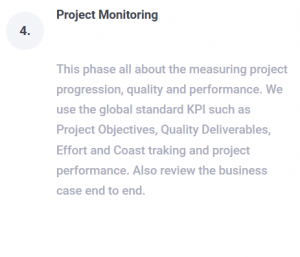 4.
Project Monitoring
This phase all about the measuring project
progression, quality and performance. We
use the global standard KPI such as
Project Objectives, Quality Deliverables,
Effort and Coast traking and project
performance. Also review the business
case end to end.